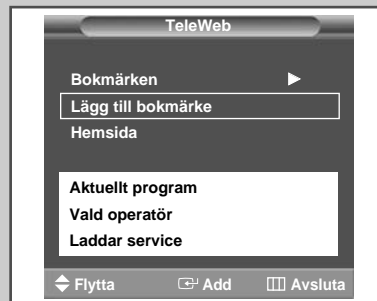 TeleWeb
Bokmärken
Lägg till bokmärke
Hemsida
Aktuellt program
Vald operatör
Laddar service
Flytta Add Avsluta